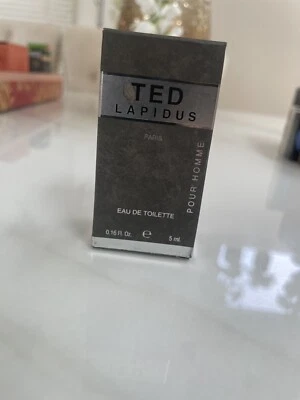 TED
LAPIDUS
PARIS
POUR HOMME
EAU DE TOILETTE
0.16 Fl. Oz. e 5 ml